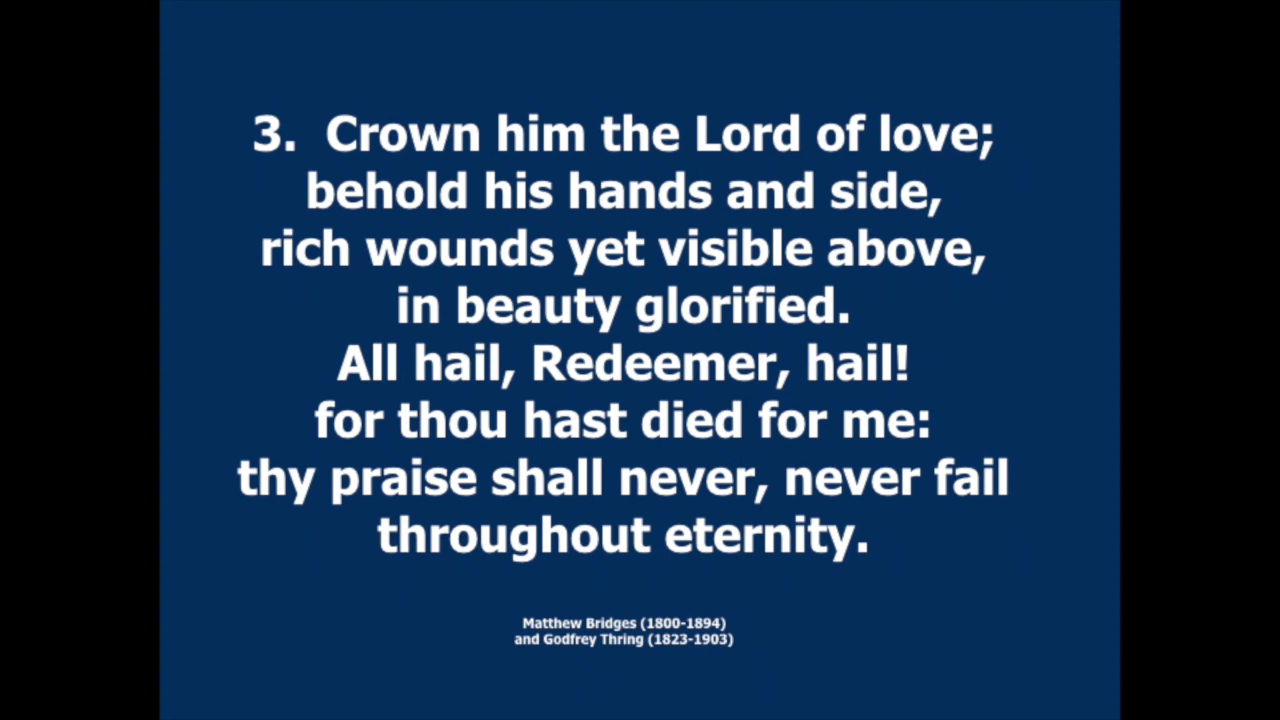 3. Crown him the Lord of love;
behold his hands and side,
rich wounds yet visible above,
in beauty glorified.
All hail, Redeemer, hail!
for thou hast died for me:
thy praise shall never, never fail
throughout eternity.
Matthew Bridges (1800-1894)
and Godfrey Thring (1823-1903)